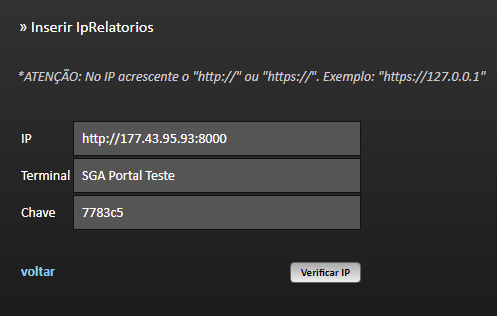 » Inserir IpRelatorios
*ATENÇÃO: No IP acrescente o "http://" ou "https://". Exemplo: "https://127.0.0.1"
IP http://177.43.95.93:8000
Terminal SGA Portal Teste
Chave 7783c5
voltar Verificar IP